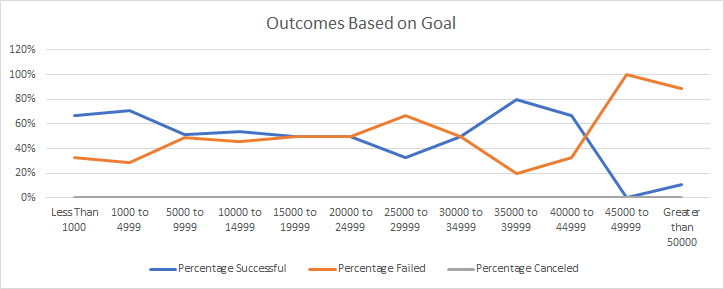 Outcomes Based on Goal
120%
100%
80%
60%
40%
20%
0%
Less Than 1000 to 5000 to 10000 to 15000 to 20000 to 25000 to 30000 to 35000 to 40000 to 45000 to Greater
1000 4999 9999 14999 19999 24999 29999 34999 39999 44999 49999 than
50000
Percentage Successful Percentage Failed Percentage Canceled